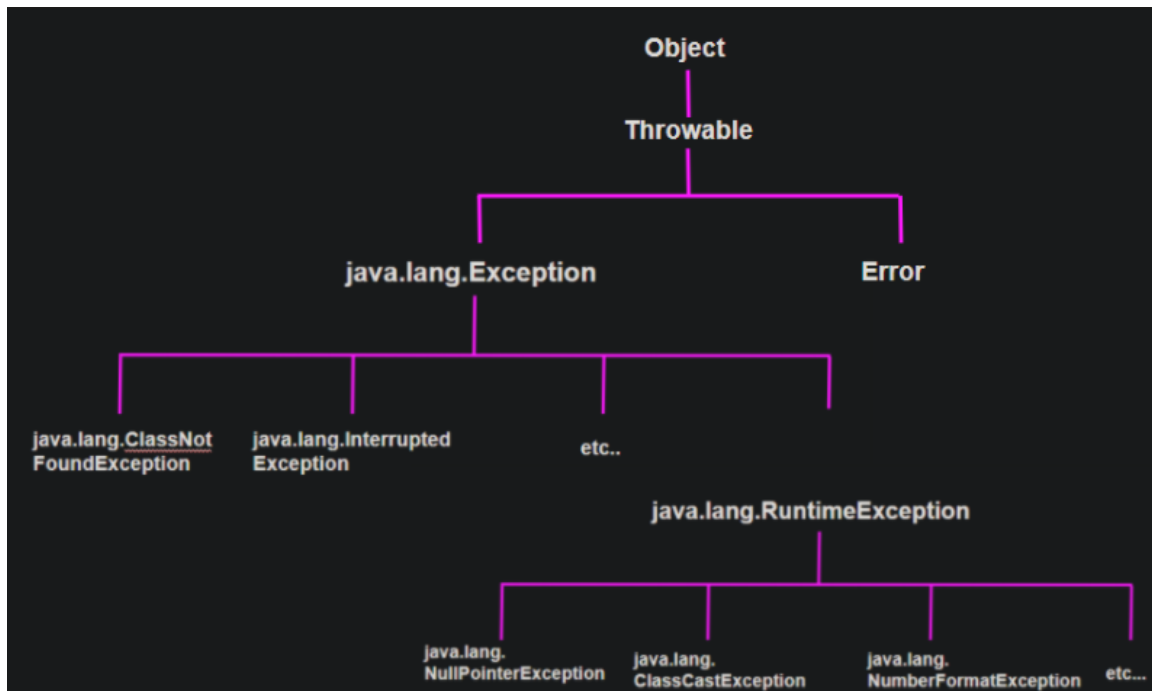 Object
Throwable
java.lang.Exception
Error
java.lang.ClassNot
FoundException
java.lang.Interrupted
Exception
etc..
java.lang.RuntimeException
java.lang.
NullPointerException
java.lang.
ClassCastException
java.lang.
NumberFormatException
etc...